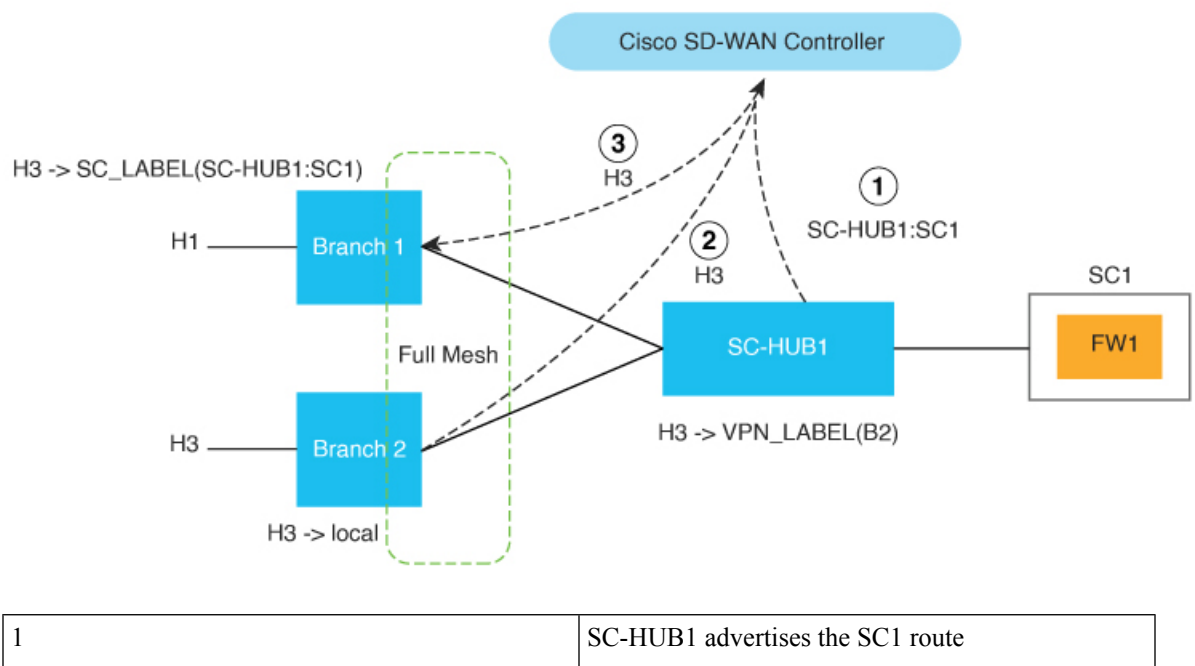 Cisco SD-WAN Controller
3
H3
H3 -> SC_LABEL(SC-HUB1:SC1)
1
SC-HUB1:SC1
H1
Branch 1
2
H3
SC1
Full Mesh
SC-HUB1
FW1
H3
Branch 2
H3 -> VPN_LABEL(B2)
H3 -> local
1
SC-HUB1 advertises the SC1 route